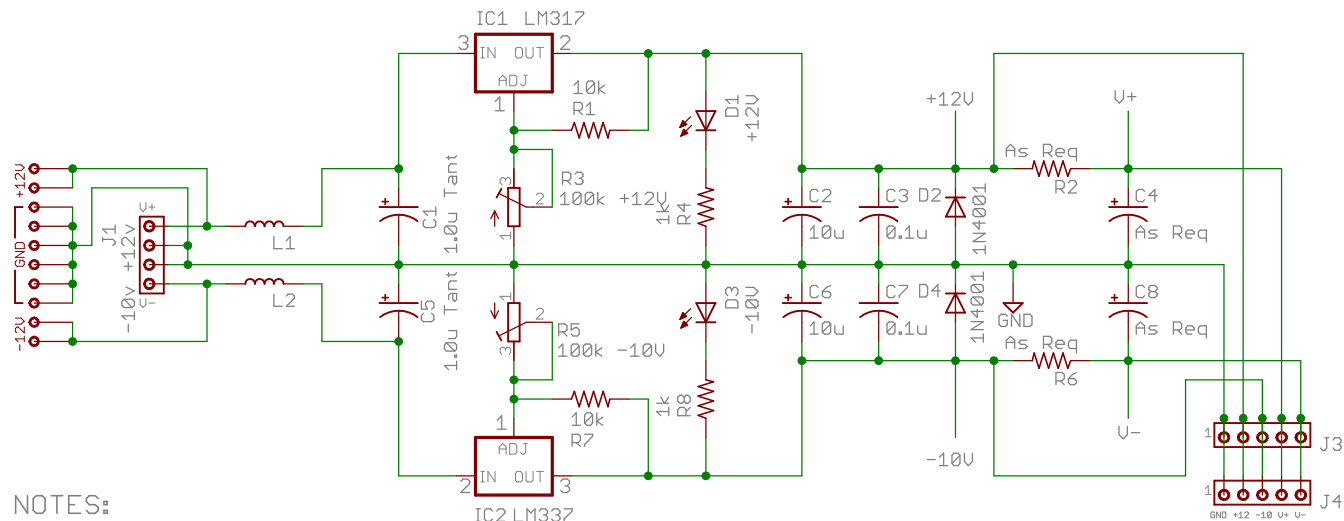 IC1 LM317
3 IN OUT 2
ADJ
1
10k
R1
D1
+12V
+12V
V+
As Req
R2
+12V
GND
-12V
J1
V+
+12v
-10v
V-
L1
L2
+
C1
1.0u Tant
3
2
1
R3
100k +12V
1k
R4
+
C2
10u
C3
0.1u
D2
1N4001
+
C4
As Req
+
C5
1.0u Tant
1
2
3
R5
100k -10V
D3
-10V
+
C6
10u
C7
0.1u
D4
1N4001
GND
+
C8
As Req
As Req
R6
10k
R7
1k
R8
1
ADJ
2 IN OUT 3
IC2 LM337
-10V
V-
1
J3
1
J4
GND +12 -10 V+ V-
NOTES: